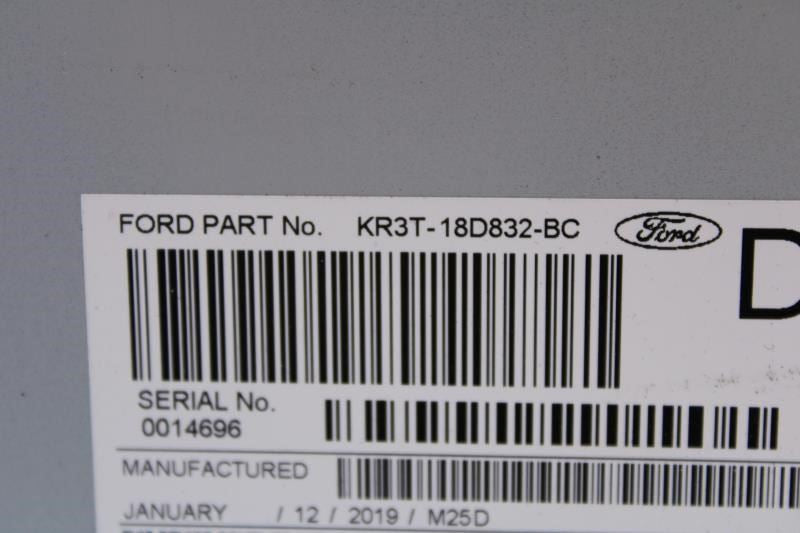 FORD PART No. KR3T-18D832-BC Ford
D
SERIAL No.
0014696
MANUFACTURED
JANUARY / 12 / 2019 / M25D